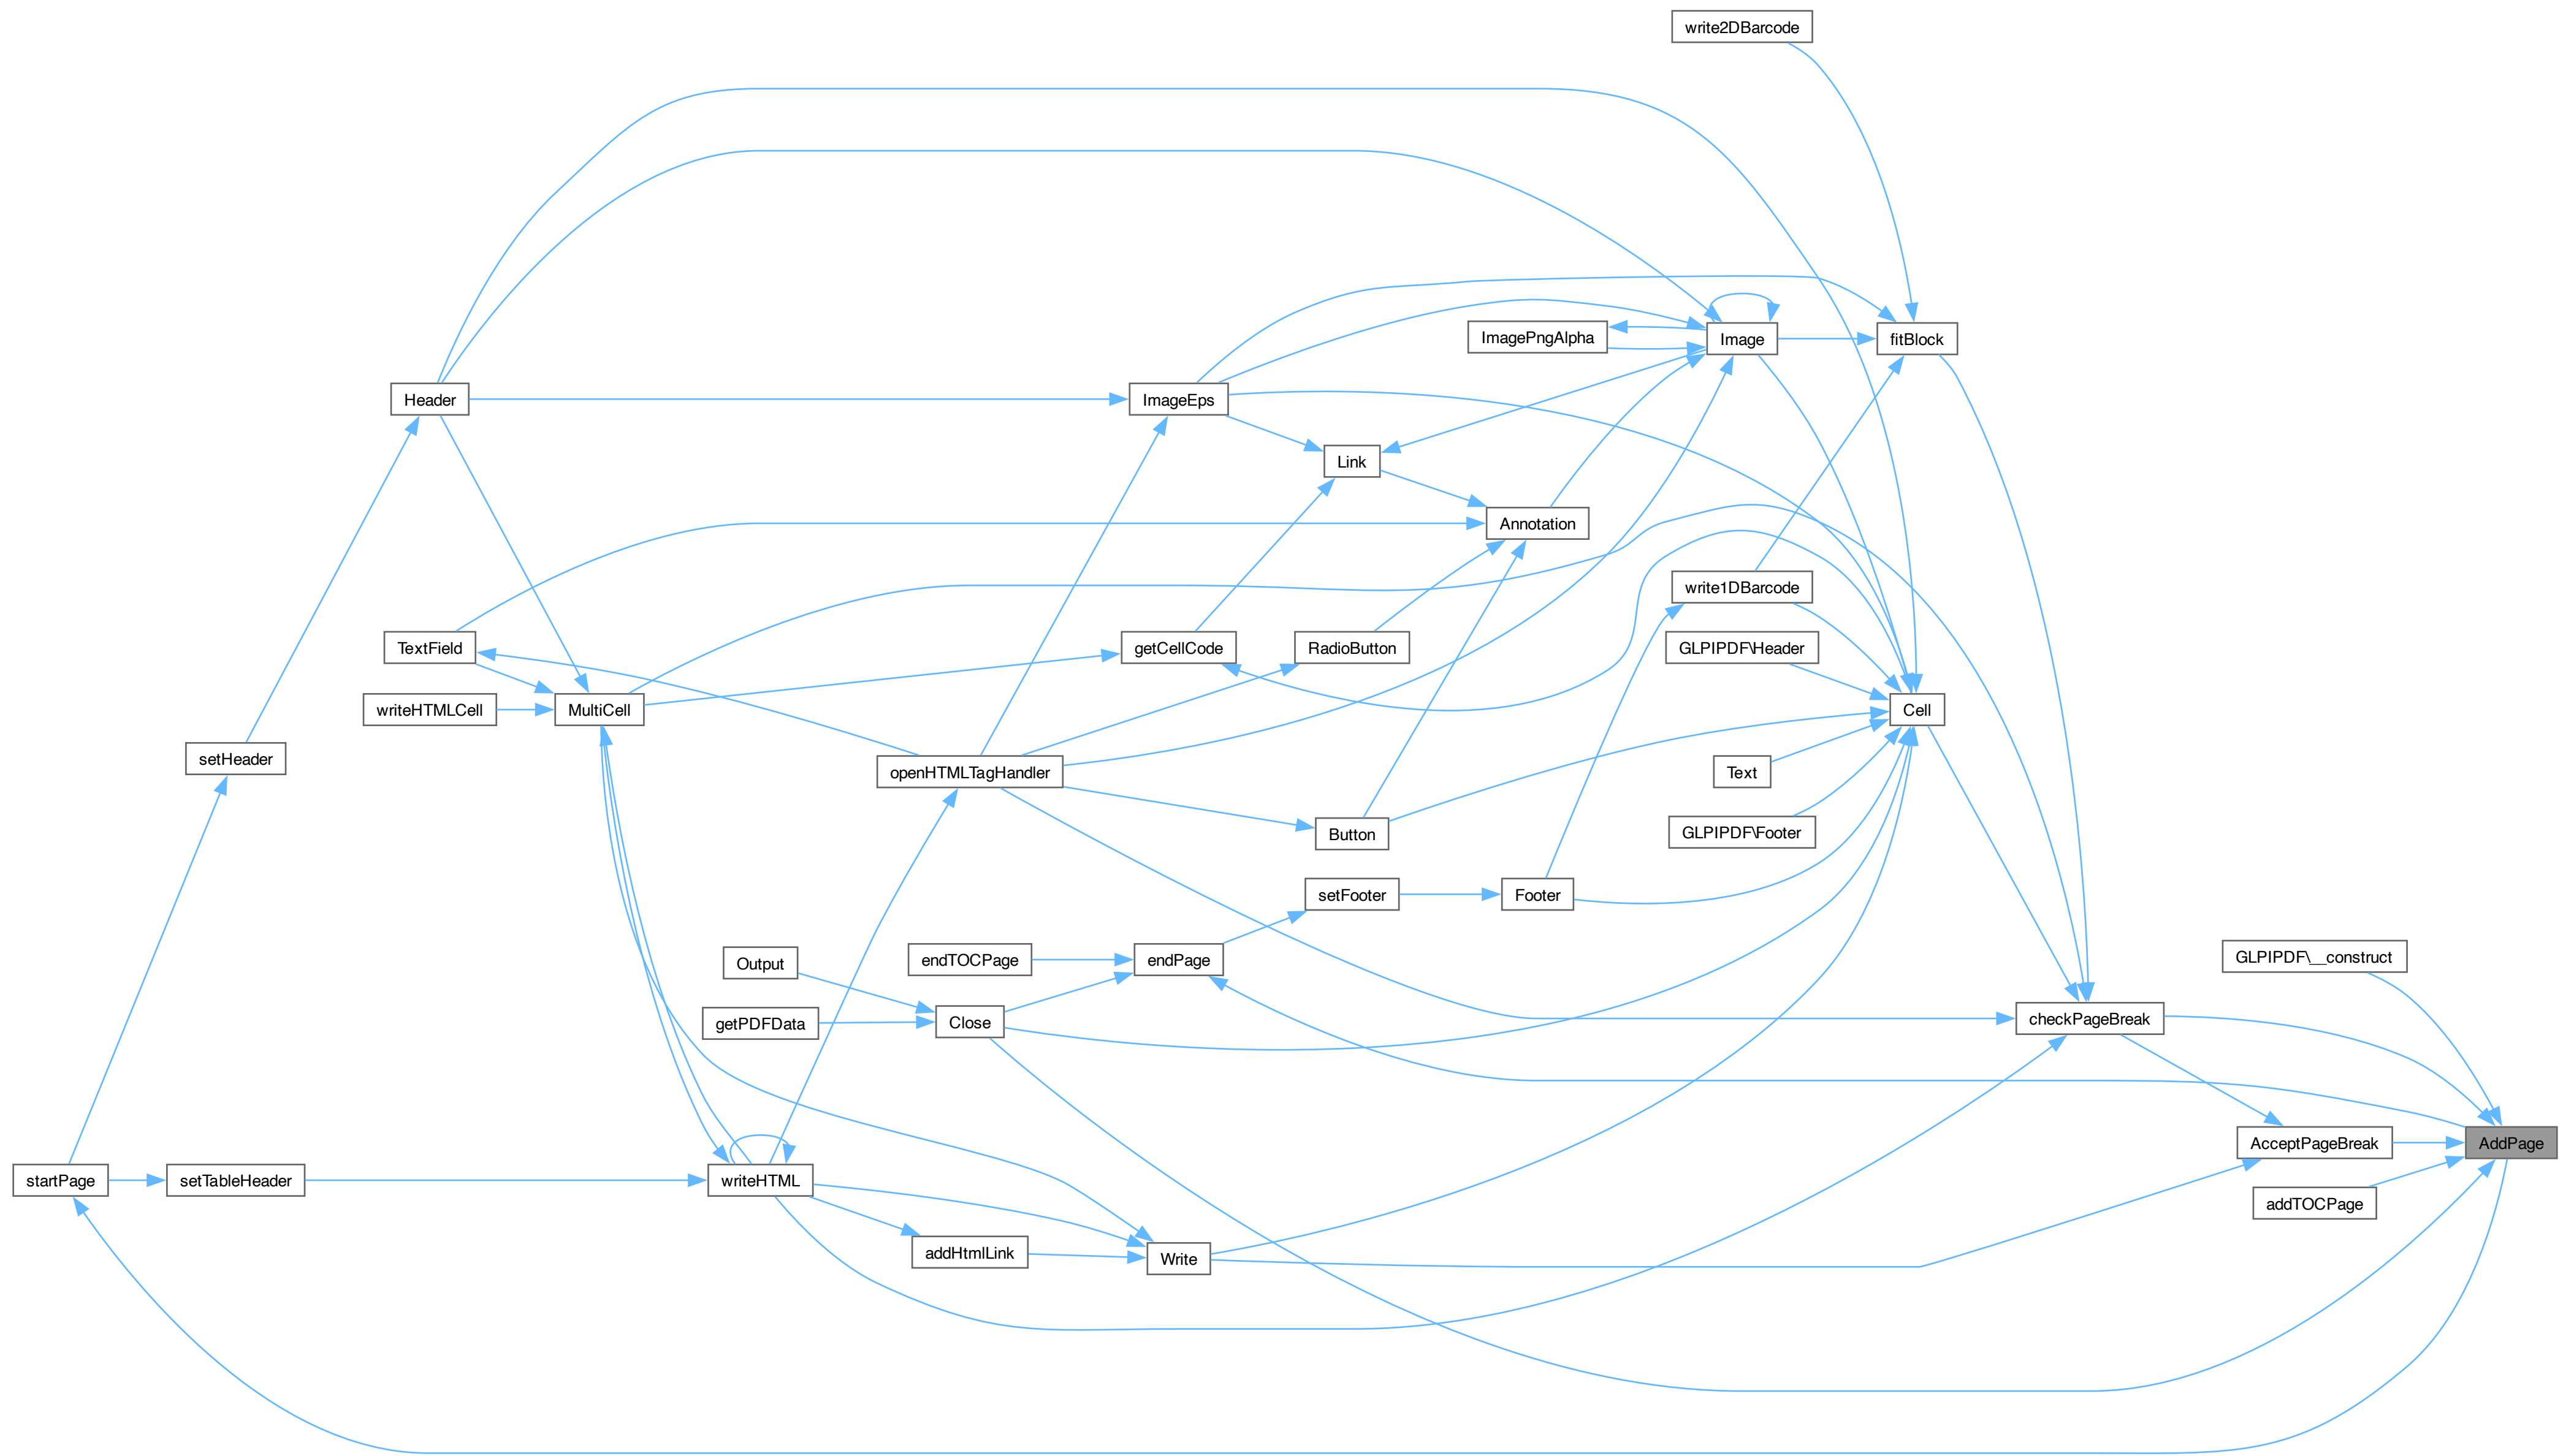 write2DBarcode
ImagePngAlpha
Image
fitBlock
Header
ImageEps
Link
Annotation
write1DBarcode
TextField
getCellCode
RadioButton
GLPIPDF\Header
writeHTMLCell
MultiCell
Cell
setHeader
openHTMLTagHandler
Text
Button
GLPIPDF\Footer
setFooter
Footer
Output
endTOCPage
endPage
GLPIPDF\__construct
getPDFData
Close
checkPageBreak
AcceptPageBreak
AddPage
startPage
setTableHeader
writeHTML
addTOCPage
addHtmlLink
Write